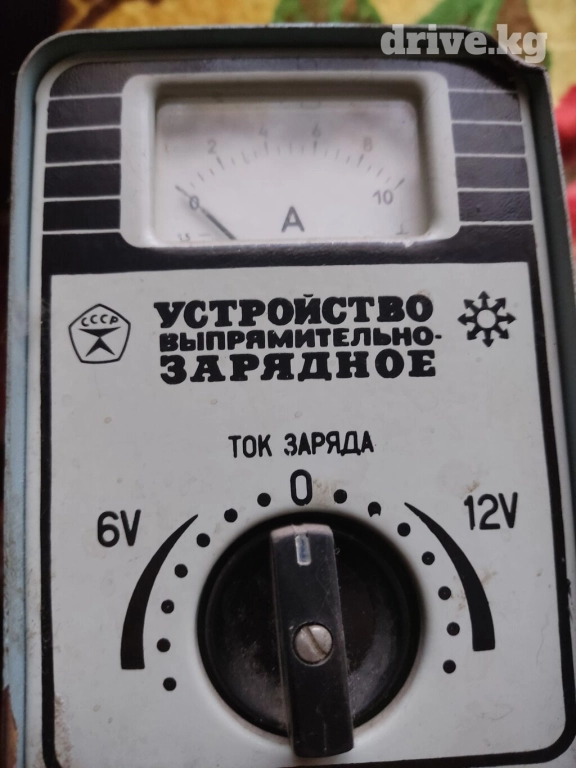 drive.kg
2 4 6 8
0 10
A
СССР
УСТРОЙСТВО
ВЫПРЯМИТЕЛЬНО-
ЗАРЯДНОЕ
ТОК ЗАРЯДА
0
6V 12V